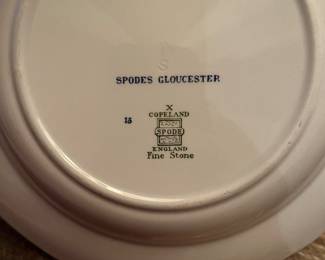 SPODES GLOUCESTER
X
COPELAND
15
SPODE
ENGLAND
Fine Stone